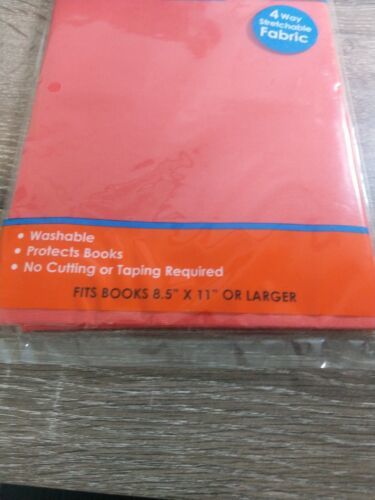 4 Way
Stretchable
Fabric
• Washable
• Protects Books
• No Cutting or Taping Required
FITS BOOKS 8.5" X 11" OR LARGER